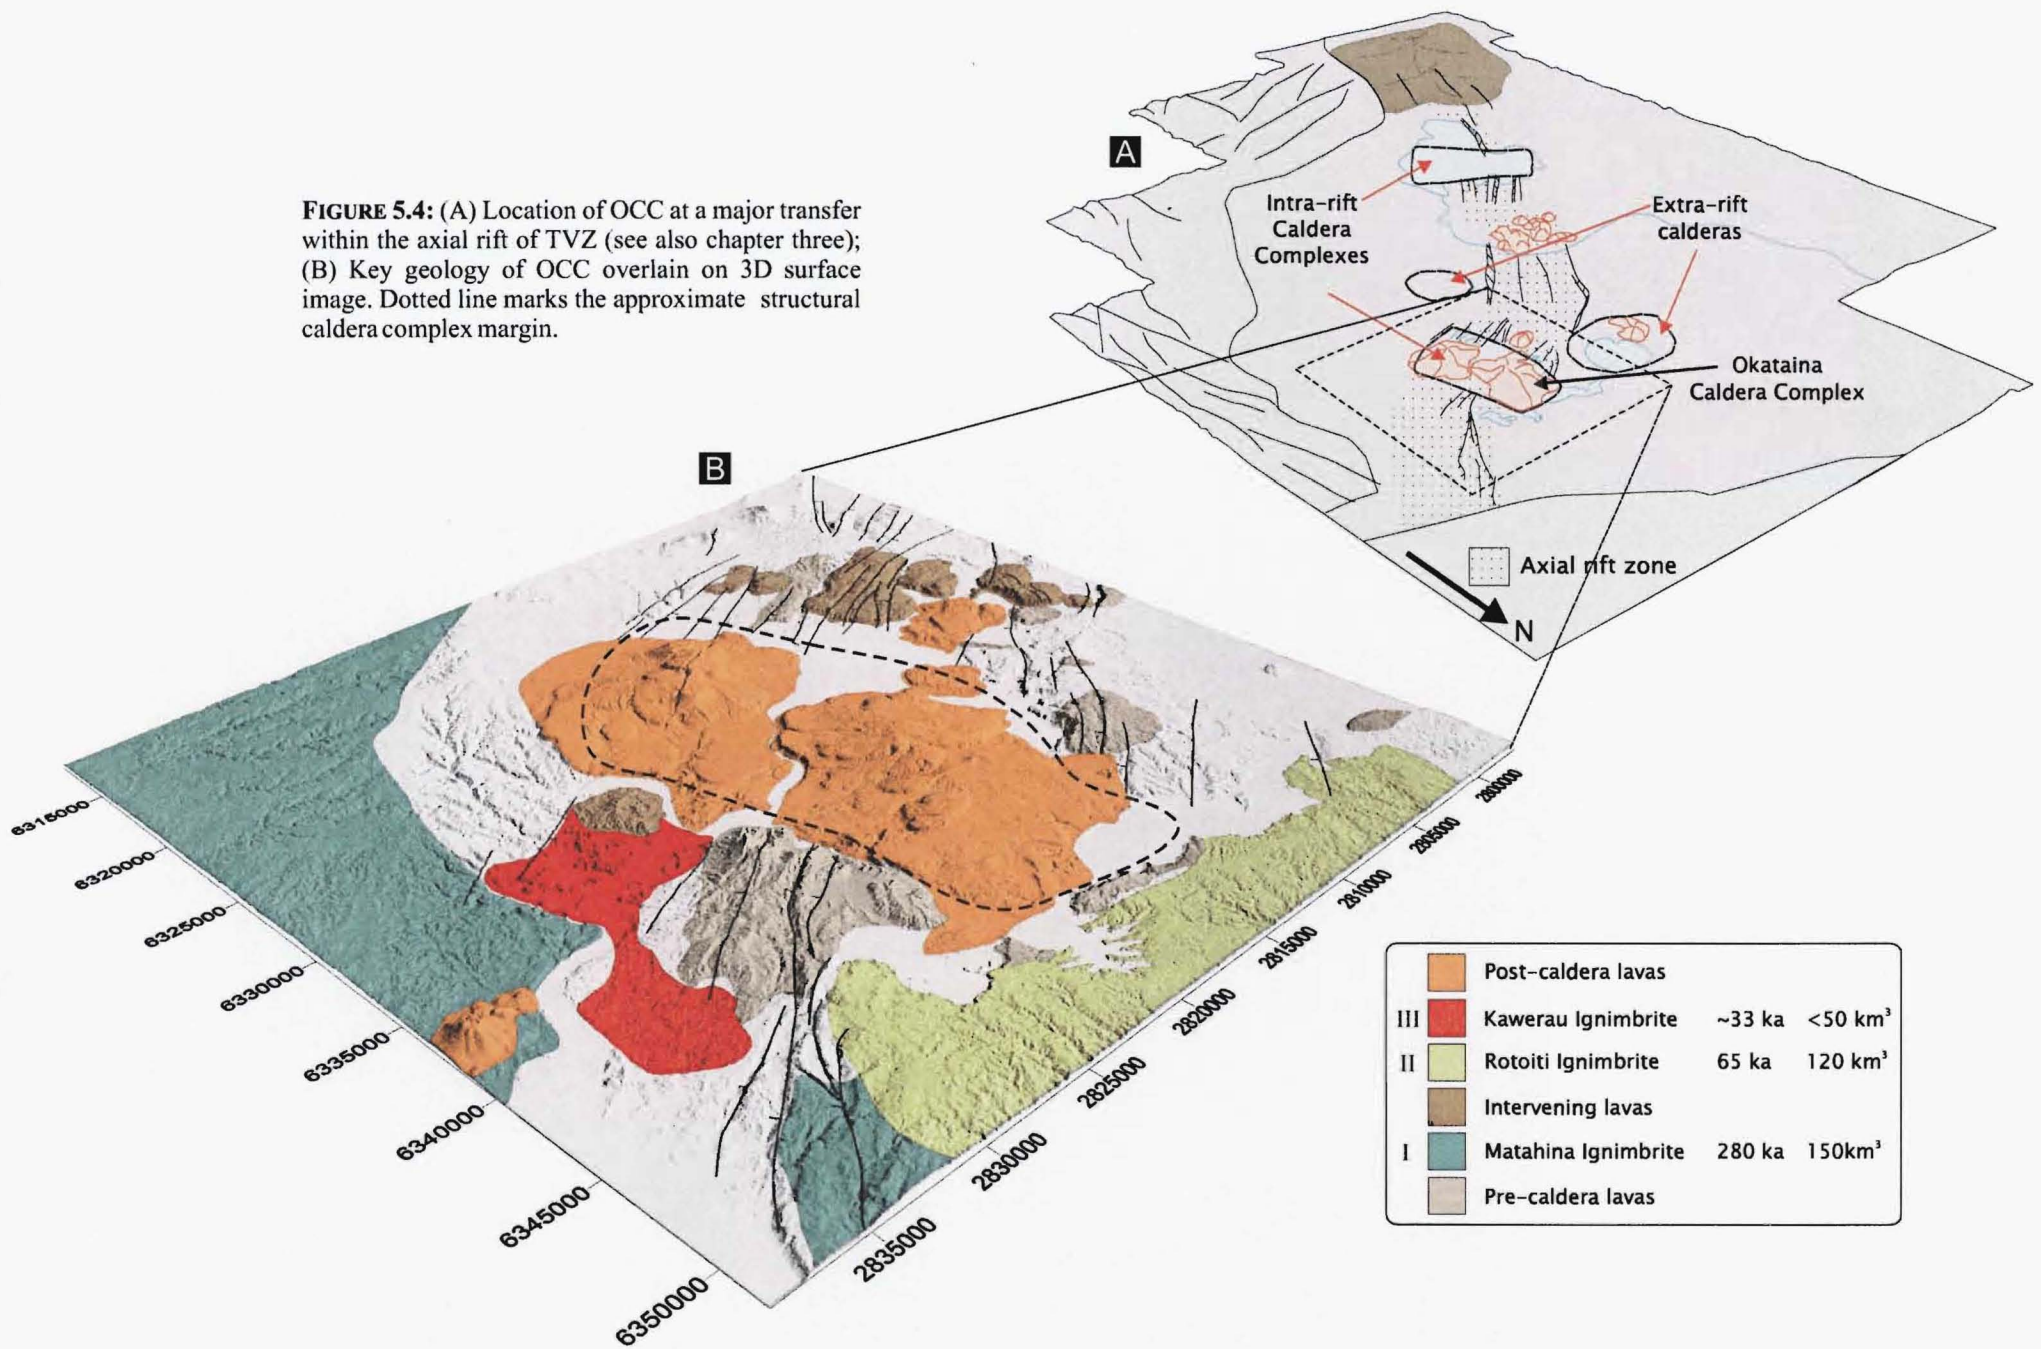 FIGURE 5.4: (A) Location of OCC at a major transfer
within the axial rift of TVZ (see also chapter three);
(B) Key geology of OCC overlain on 3D surface
image. Dotted line marks the approximate structural
caldera complex margin.
A
Intra-rift
Caldera
Complexes
Extra-rift
calderas
Okataina
Caldera Complex
Axial rift zone
N
B
6315000
6320000
6325000
6330000
6335000
6340000
6345000
6350000
2800000
2805000
2810000
2815000
2820000
2825000
2830000
2835000
Post-caldera lavas
III Kawerau Ignimbrite ~33 ka <50 km³
II Rotoiti Ignimbrite 65 ka 120 km³
Intervening lavas
I Matahina Ignimbrite 280 ka 150km³
Pre-caldera lavas